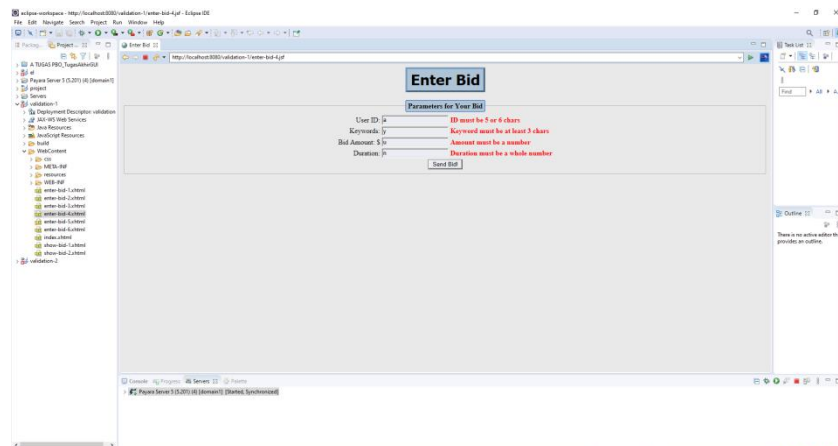 eclipse-workspace - http://localhost:8080/validation-1/enter-bid-4.jsf - Eclipse IDE
File Edit Navigate Search Project Run Window Help
Project...
Enter Bid
Task List
http://localhost:8080/validation-1/enter-bid-4.jsf
A TUGAS PBO_TugasAkhirGUI
el
Payara Server 5 (5.201) (4) [domain1]
project
Servers
validation-1
Deployment Descriptor: validation
JAX-WS Web Services
Java Resources
JavaScript Resources
build
WebContent
css
META-INF
resources
WEB-INF
enter-bid-1.xhtml
enter-bid-2.xhtml
enter-bid-3.xhtml
enter-bid-4.xhtml
enter-bid-5.xhtml
enter-bid-6.xhtml
index.xhtml
show-bid-1.xhtml
show-bid-2.xhtml
validation-2
Enter Bid
Parameters for Your Bid
User ID: a ID must be 5 or 6 chars
Keywords: y Keyword must be at least 3 chars
Bid Amount: $ u Amount must be a number
Duration: n Duration must be a whole number
Send Bid!
Find All
Outline
There is no active editor th
provides an outline.
Console Progress Servers Palette
Payara Server 5 (5.201) (4) [domain1] [Started, Synchronized]